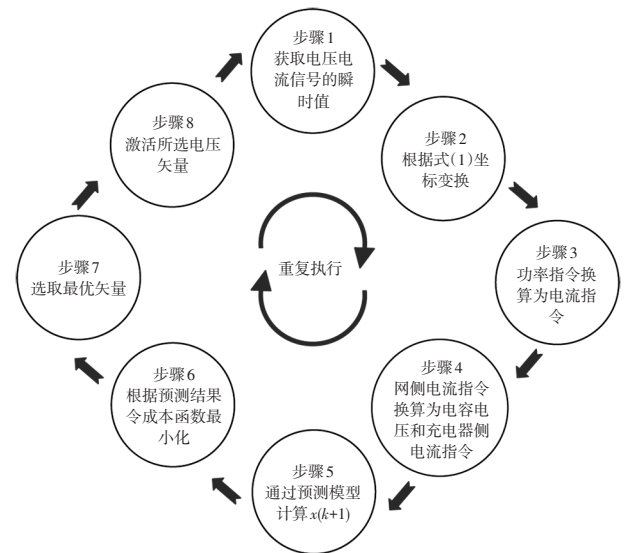 步骤1
获取电压电
流信号的瞬
时值
步骤2
根据式(1)坐
标变换
步骤3
功率指令换
算为电流指
令
步骤4
网侧电流指令
换算为电容电
压和充电器侧
电流指令
步骤5
通过预测模型
计算x(k+1)
步骤6
根据预测结果
令成本函数最
小化
步骤7
选取最优矢量
步骤8
激活所选电压
矢量
重复执行